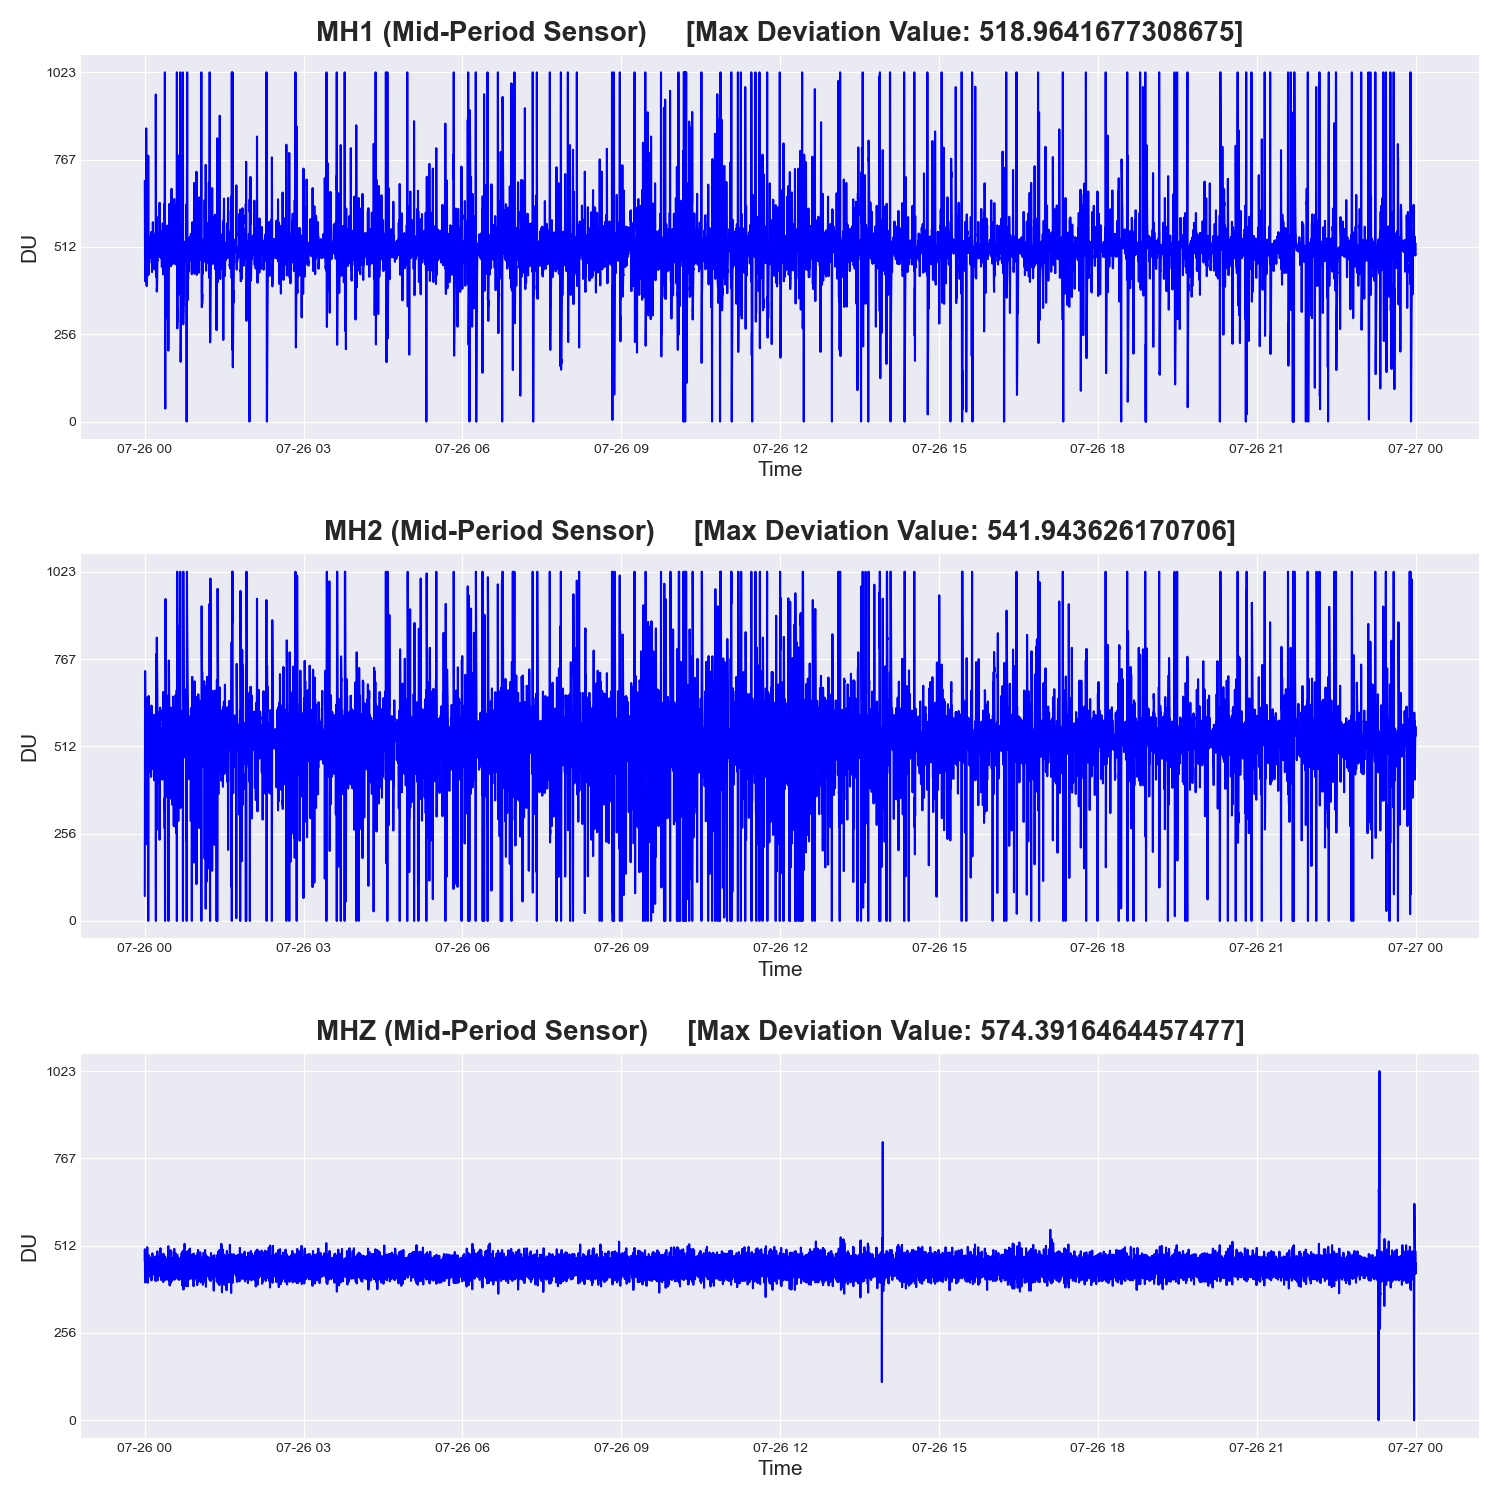 MH1 (Mid-Period Sensor) [Max Deviation Value: 518.9641677308675]
1023
767
512
256
0
DU
07-26 00 07-26 03 07-26 06 07-26 09 07-26 12 07-26 15 07-26 18 07-26 21 07-27 00
Time
MH2 (Mid-Period Sensor) [Max Deviation Value: 541.943626170706]
1023
767
512
256
0
DU
07-26 00 07-26 03 07-26 06 07-26 09 07-26 12 07-26 15 07-26 18 07-26 21 07-27 00
Time
MHZ (Mid-Period Sensor) [Max Deviation Value: 574.3916464457477]
1023
767
512
256
0
DU
07-26 00 07-26 03 07-26 06 07-26 09 07-26 12 07-26 15 07-26 18 07-26 21 07-27 00
Time